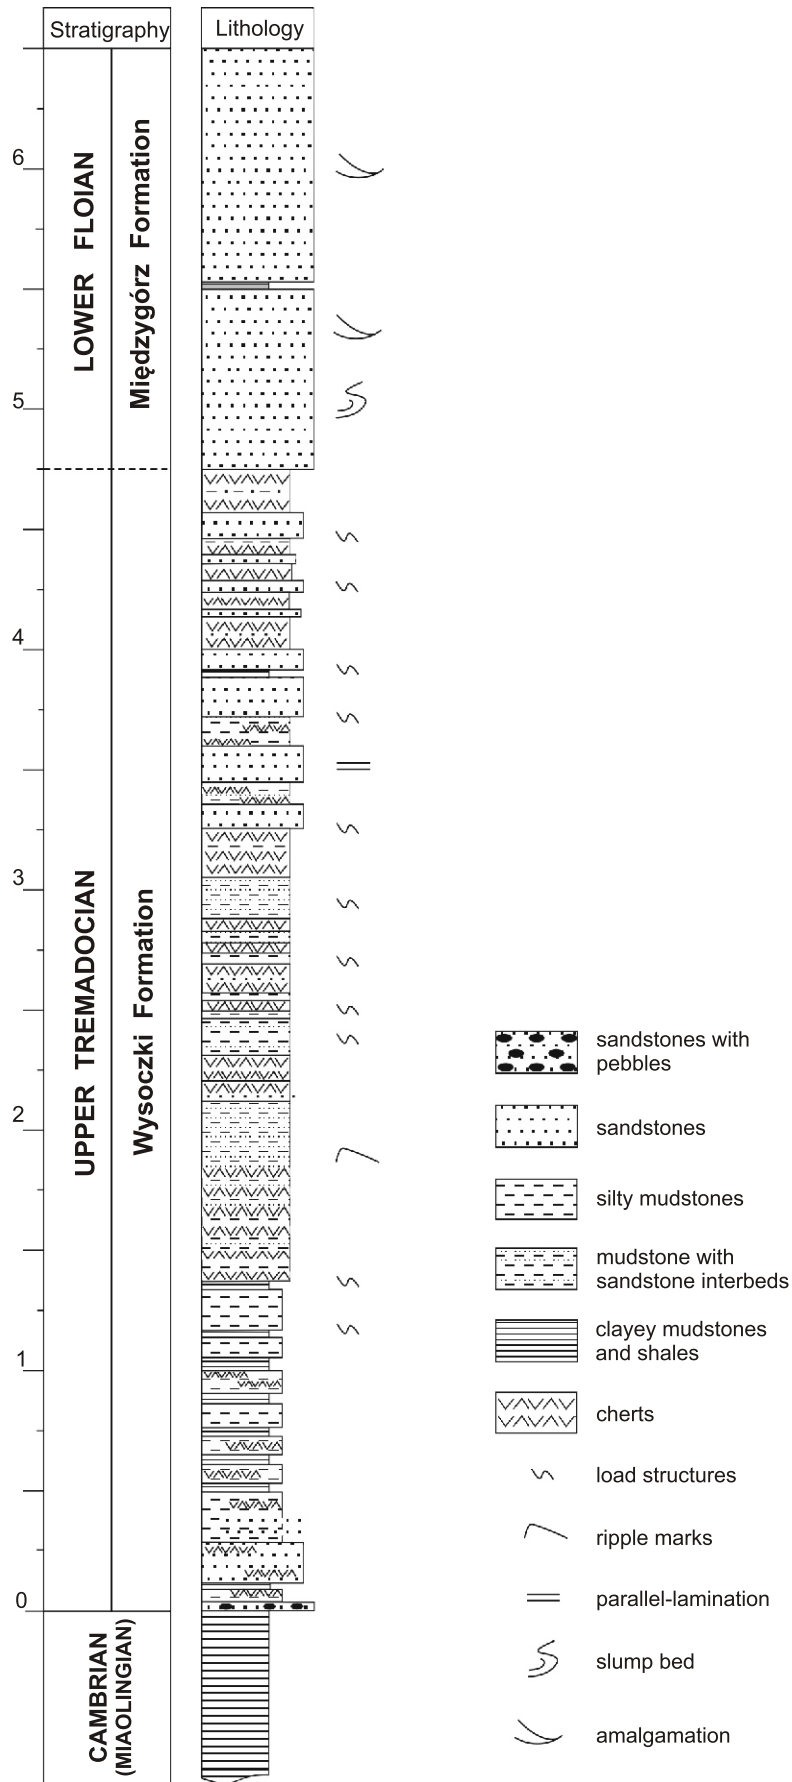 Stratigraphy
Lithology
6
5
4
3
2
1
0
LOWER FLOIAN
Międzygórz Formation
UPPER TREMADOCIAN
Wysoczki Formation
CAMBRIAN
(MIAOLINGIAN)
sandstones with
pebbles
sandstones
silty mudstones
mudstone with
sandstone interbeds
clayey mudstones
and shales
cherts
load structures
ripple marks
parallel-lamination
slump bed
amalgamation